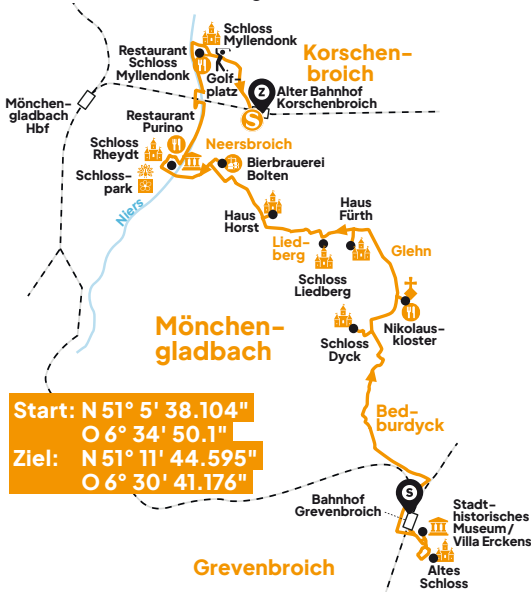 Schloss
Myllendonk
Restaurant
Schloss
Myllendonk
Korschen-
broich
Golf-
platz
Z
Alter Bahnhof
Korschenbroich
S
Mönchen-
gladbach
Hbf
Restaurant
Purino
Schloss
Rheydt
Neersbroich
Bierbrauerei
Bolten
Schloss-
park
Niers
Haus
Horst
Haus
Fürth
Lied-
berg
Glehn
Schloss
Liedberg
Mönchen-
gladbach
Schloss
Dyck
Nikolaus-
kloster
Start: N 51° 5' 38.104"
O 6° 34' 50.1"
Ziel: N 51° 11' 44.595"
O 6° 30' 41.176"
Bed-
burdyck
S
Bahnhof
Grevenbroich
Stadt-
historisches
Museum/
Villa Erckens
Altes
Schloss
Grevenbroich